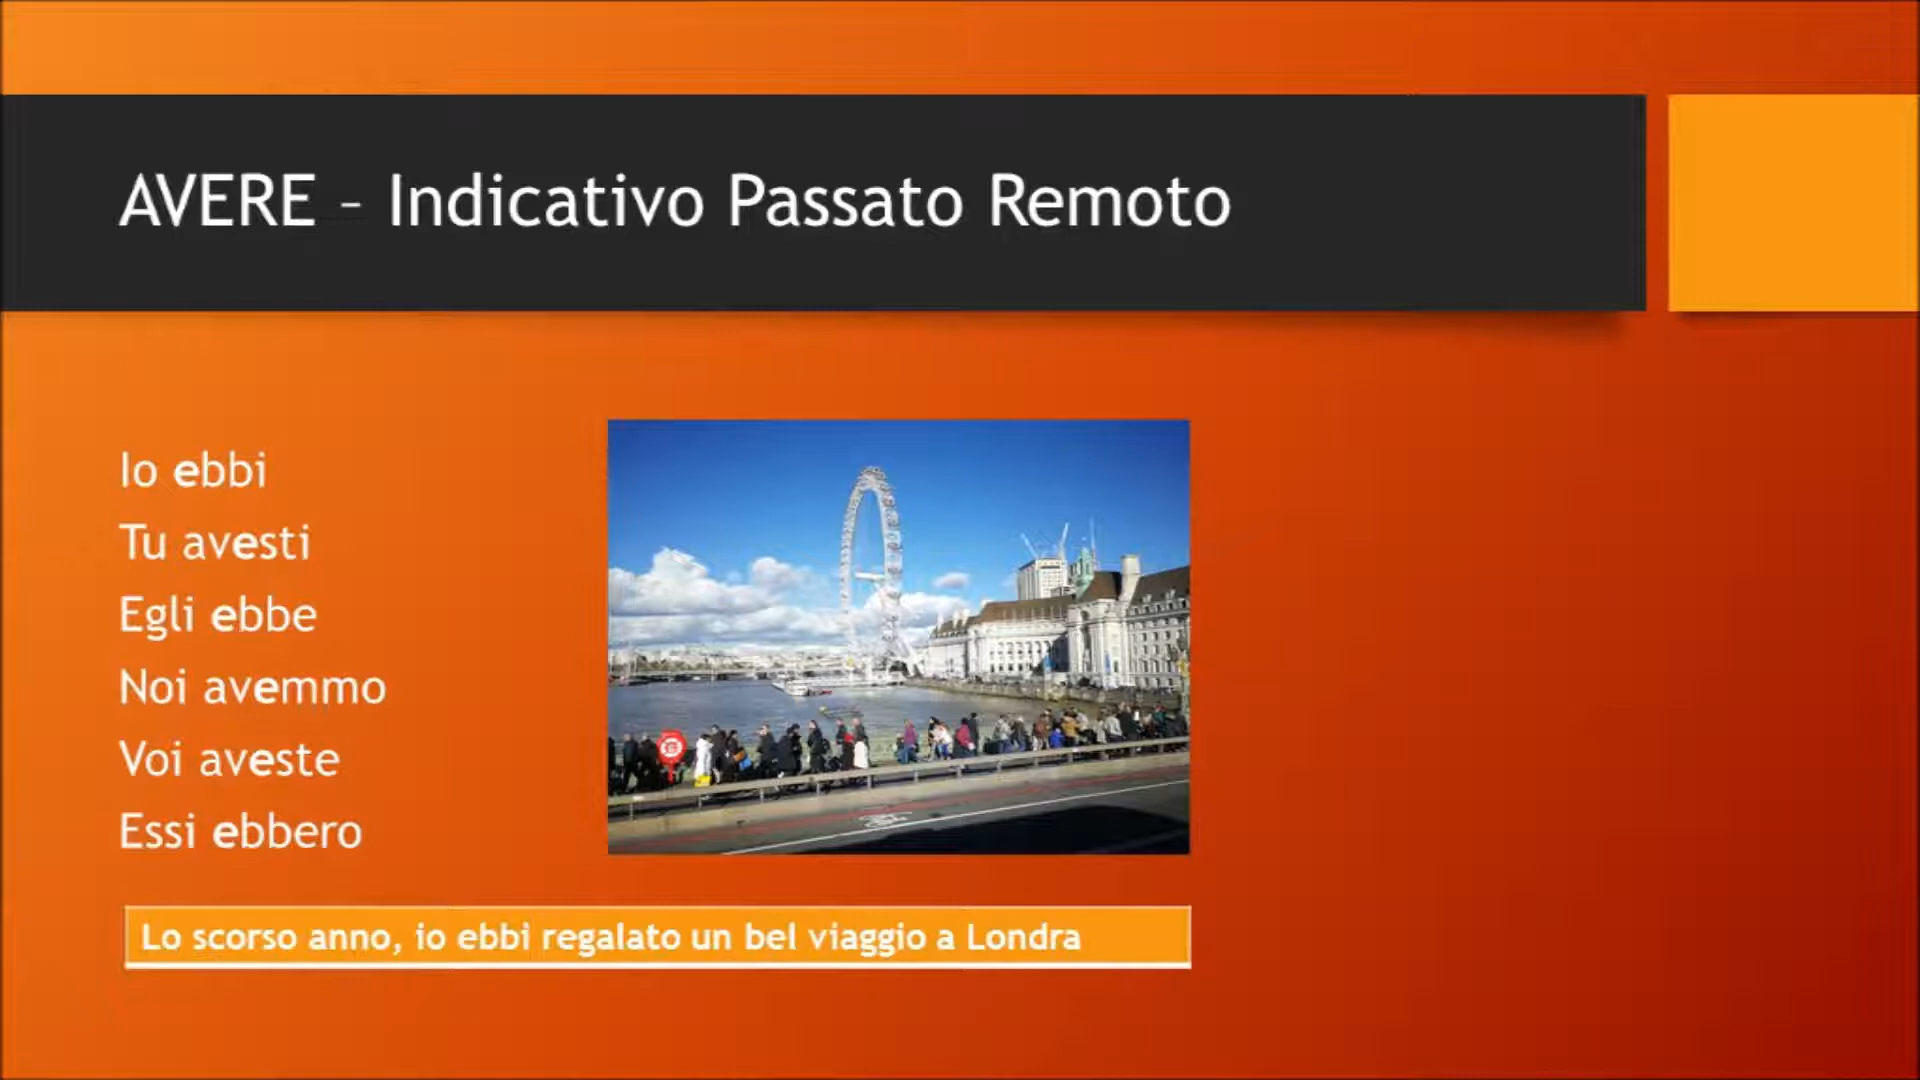 AVERE – Indicativo Passato Remoto
Io ebbi
Tu avesti
Egli ebbe
Noi avemmo
Voi aveste
Essi ebbero
Lo scorso anno, io ebbi regalato un bel viaggio a Londra